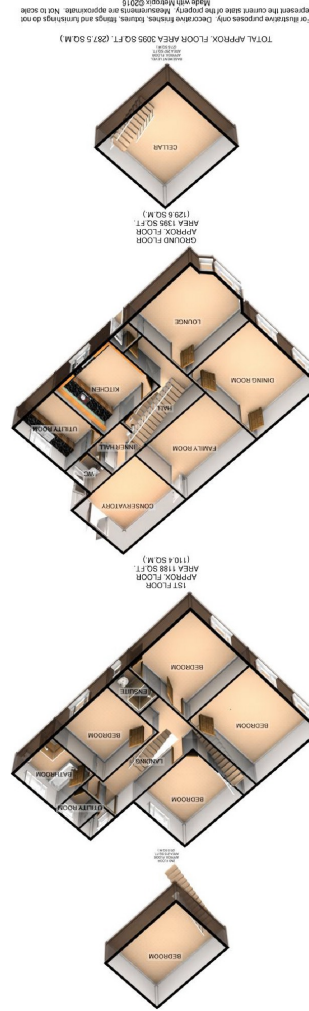 BEDROOM
BEDROOM
UTILITY ROOM
BATHROOM
LANDING
BEDROOM
BEDROOM
ENSUITE
BEDROOM
1ST FLOOR
APPROX. FLOOR
AREA 1188 SQ.FT.
(110.4 SQ.M.)
CONSERVATORY
WC
FAMILY ROOM
INNER HALL
UTILITY ROOM
HALL
KITCHEN
DINING ROOM
LOUNGE
GROUND FLOOR
APPROX. FLOOR
AREA 1395 SQ.FT.
(129.6 SQ.M.)
CELLAR
TOTAL APPROX. FLOOR AREA 3095 SQ.FT. (287.5 SQ.M.)
For illustrative purposes only. Decorative finishes, fixtures, fittings and furnishings do not
represent the current state of the property. Measurements are approximate. Not to scale
Made with Metropix ©2016